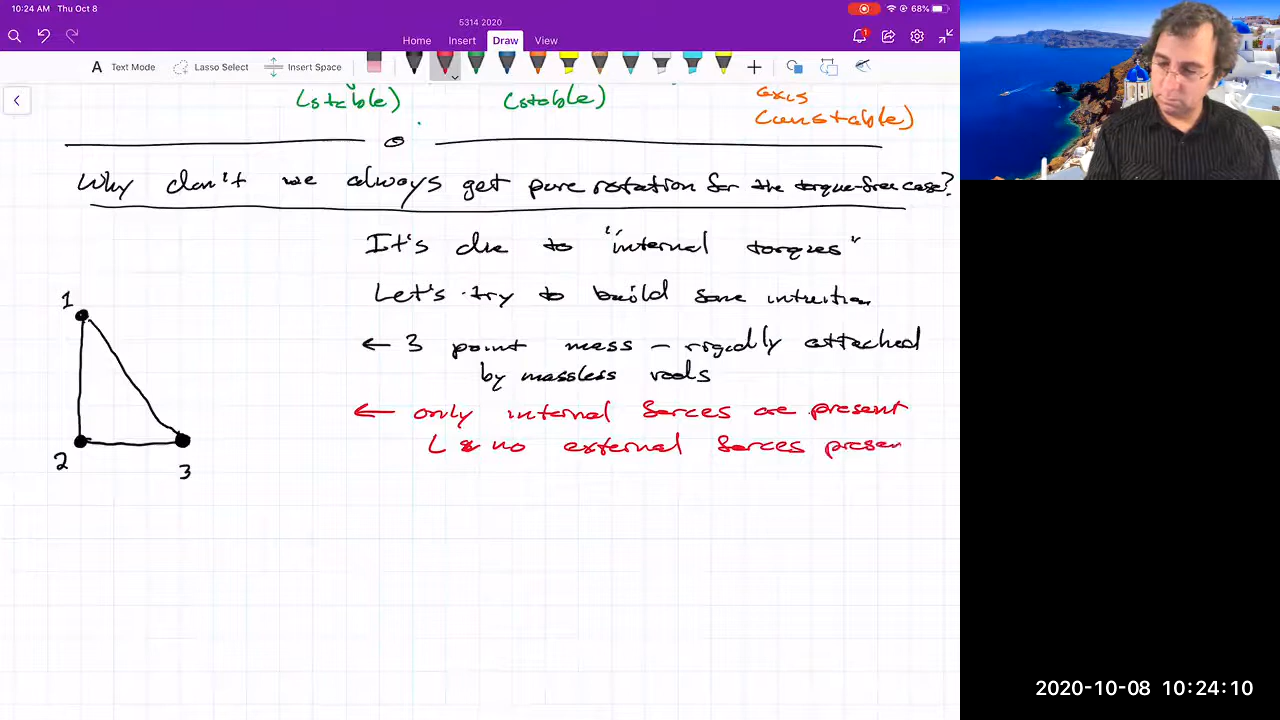 10:24 AM Thu Oct 8
68%
5314 2020
Home Insert Draw View
1
Text Mode Lasso Select Insert Space
(stable) (stable) axis
(unstable)
Why don't we always get pure rotation for the torque-free case?
It's due to "internal torques"
Let's try to build some intuition
← 3 point mass — rigidly attached
by massless rods
← only internal forces are present
no external forces presen
1
2
3
2020-10-08 10:24:10